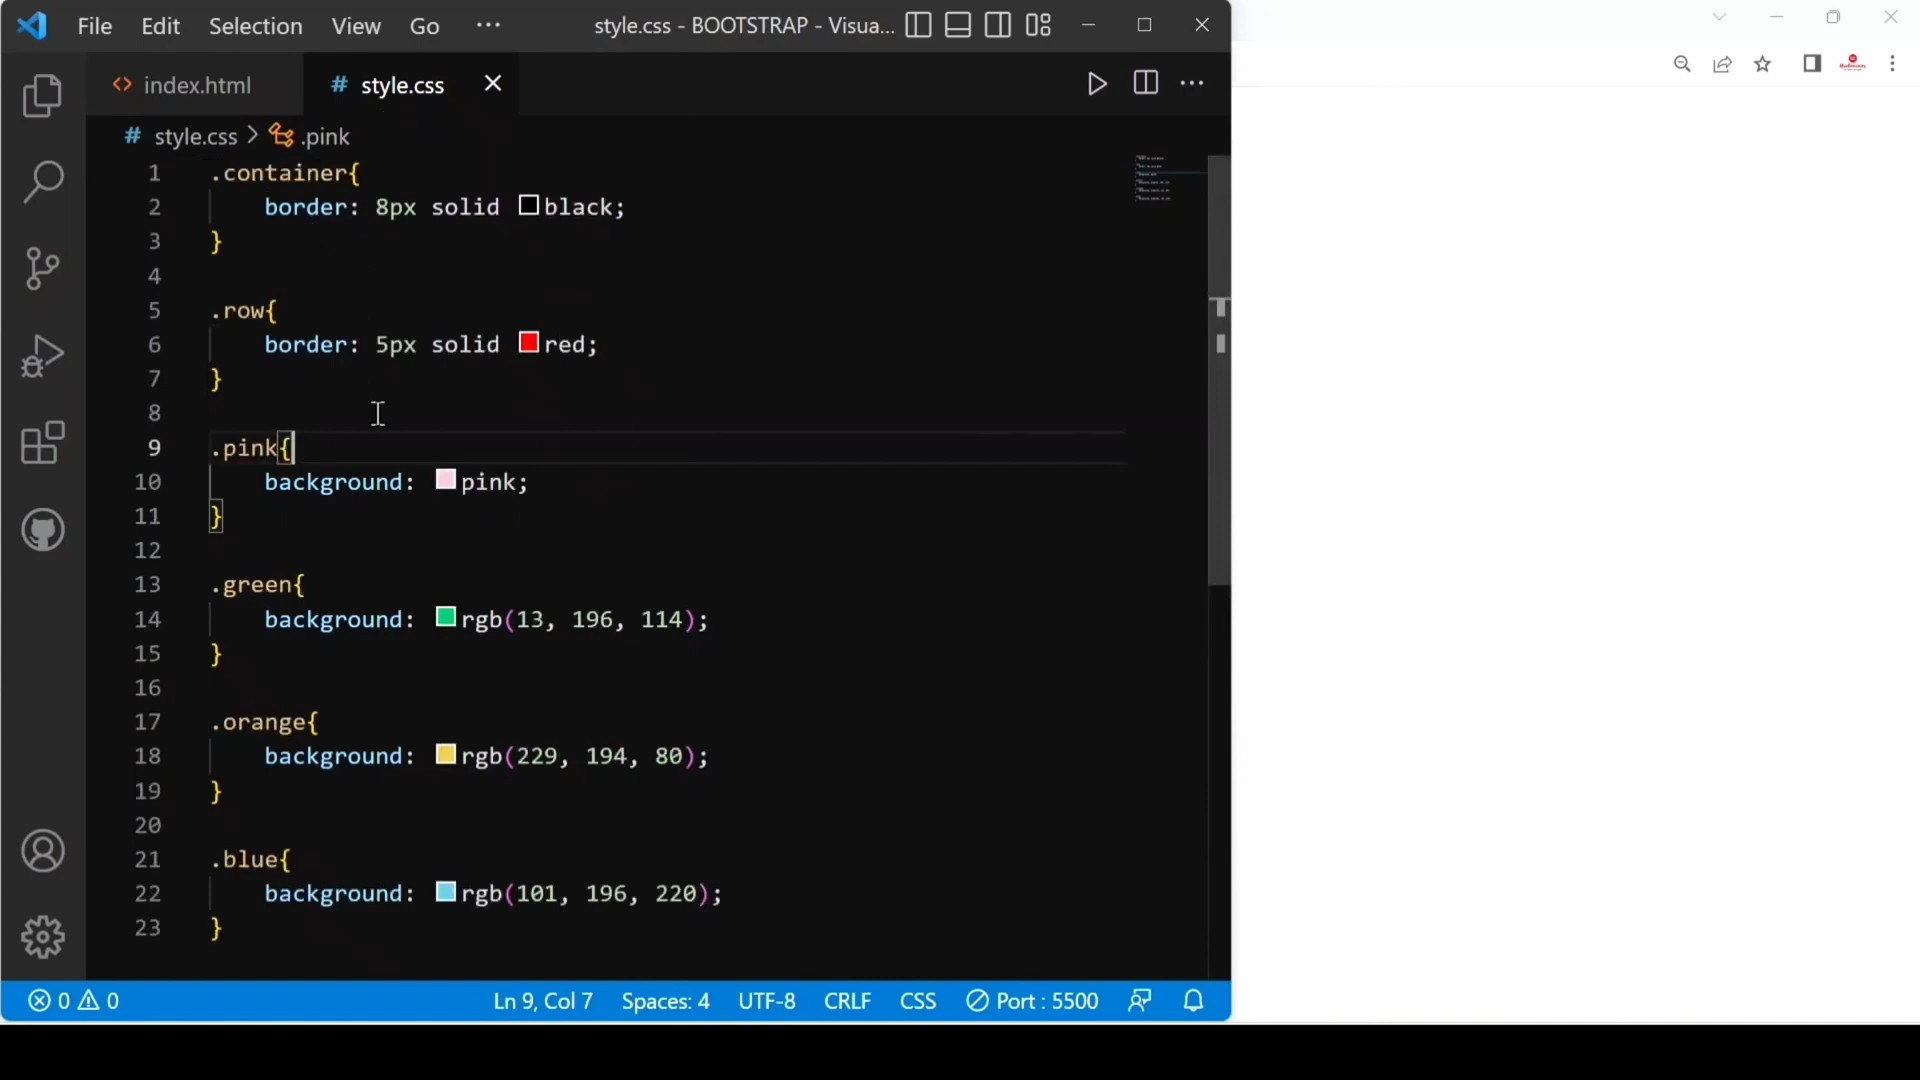 File Edit Selection View Go ··· style.css - BOOTSTRAP - Visua...
index.html # style.css
# style.css > .pink
1 .container{
2 border: 8px solid black;
3 }
4
5 .row{
6 border: 5px solid red;
7 }
8
9 .pink{
10 background: pink;
11 }
12
13 .green{
14 background: rgb(13, 196, 114);
15 }
16
17 .orange{
18 background: rgb(229, 194, 80);
19 }
20
21 .blue{
22 background: rgb(101, 196, 220);
23 }
0 0 Ln 9, Col 7 Spaces: 4 UTF-8 CRLF CSS Port : 5500